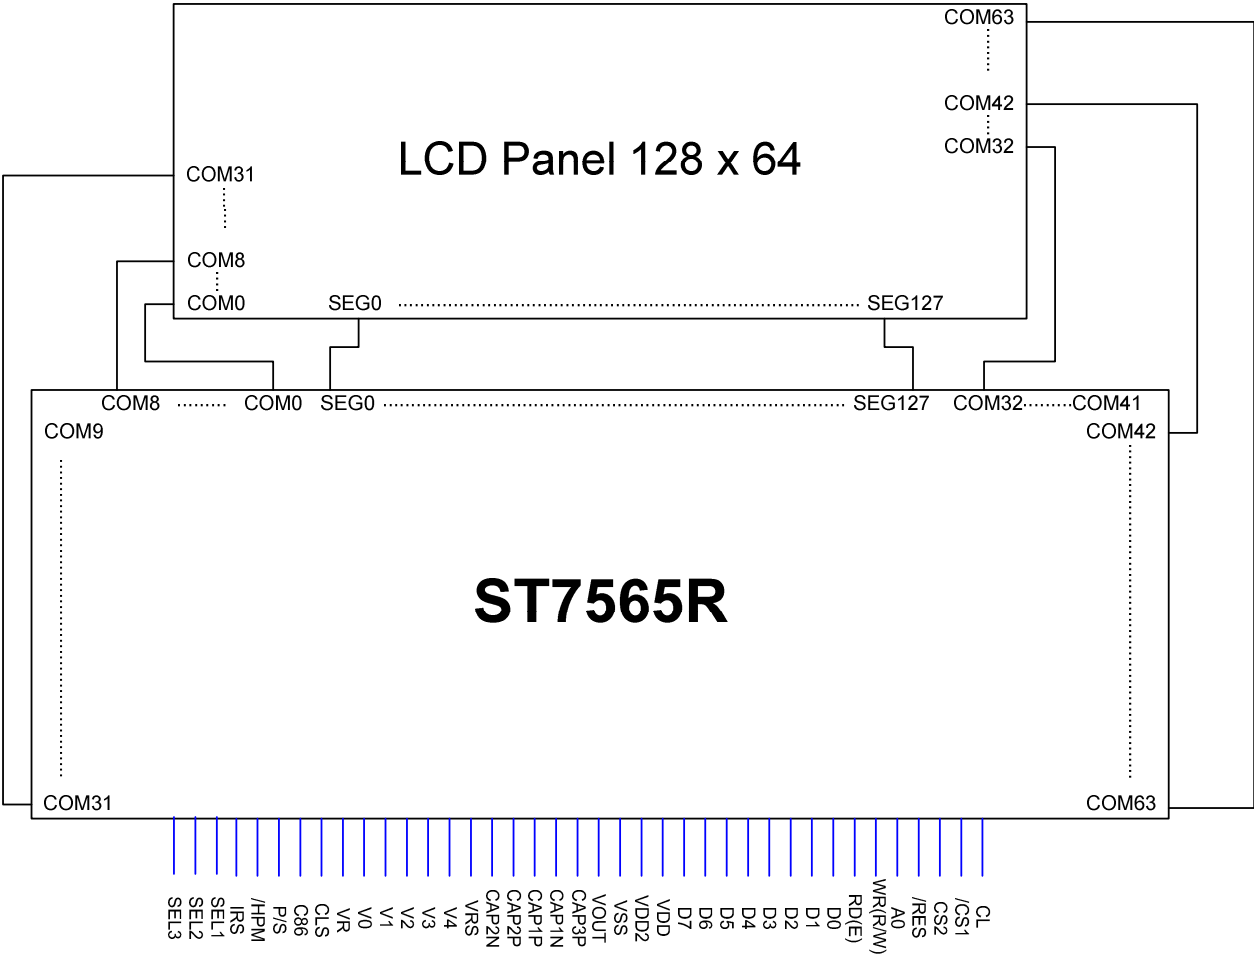 COM63
COM42
COM32
LCD Panel 128 x 64
COM31
COM8
COM0
SEG0 SEG127
COM8 COM0 SEG0 SEG127 COM32 COM41
COM9 COM42
ST7565R
COM31 COM63
SEL3
SEL2
SEL1
IRS
/HPM
P/S
C86
CLS
VR
V0
V1
V2
V3
V4
VRS
CAP2N
CAP2P
CAP1P
CAP1N
CAP3P
VOUT
VSS
VDD2
VDD
D7
D6
D5
D4
D3
D2
D1
D0
RD(E)
WR(R/W)
A0
/RES
CS2
/CS1
CL